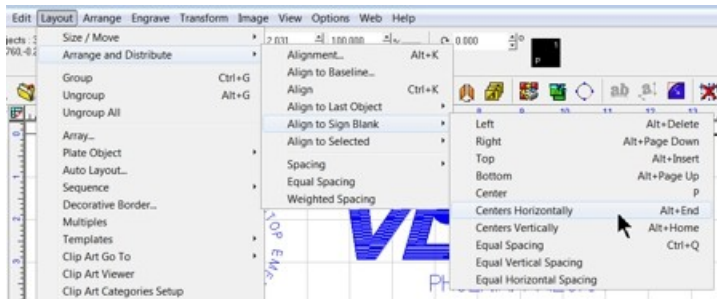 Edit Layout Arrange Engrave Transform Image View Options Web Help
Size / Move
Arrange and Distribute
Group Ctrl+G
Ungroup Alt+G
Ungroup All
Array...
Plate Object
Auto Layout...
Sequence
Decorative Border...
Multiples
Templates
Clip Art Go To
Clip Art Viewer
Clip Art Categories Setup
2.031 100.000 0.000
Alignment... Alt+K
Align to Baseline...
Align Ctrl+K
Align to Last Object
Align to Sign Blank
Align to Selected
Spacing
Equal Spacing
Weighted Spacing
Left Alt+Delete
Right Alt+Page Down
Top Alt+Insert
Bottom Alt+Page Up
Center P
Centers Horizontally Alt+End
Centers Vertically Alt+Home
Equal Spacing Ctrl+Q
Equal Vertical Spacing
Equal Horizontal Spacing